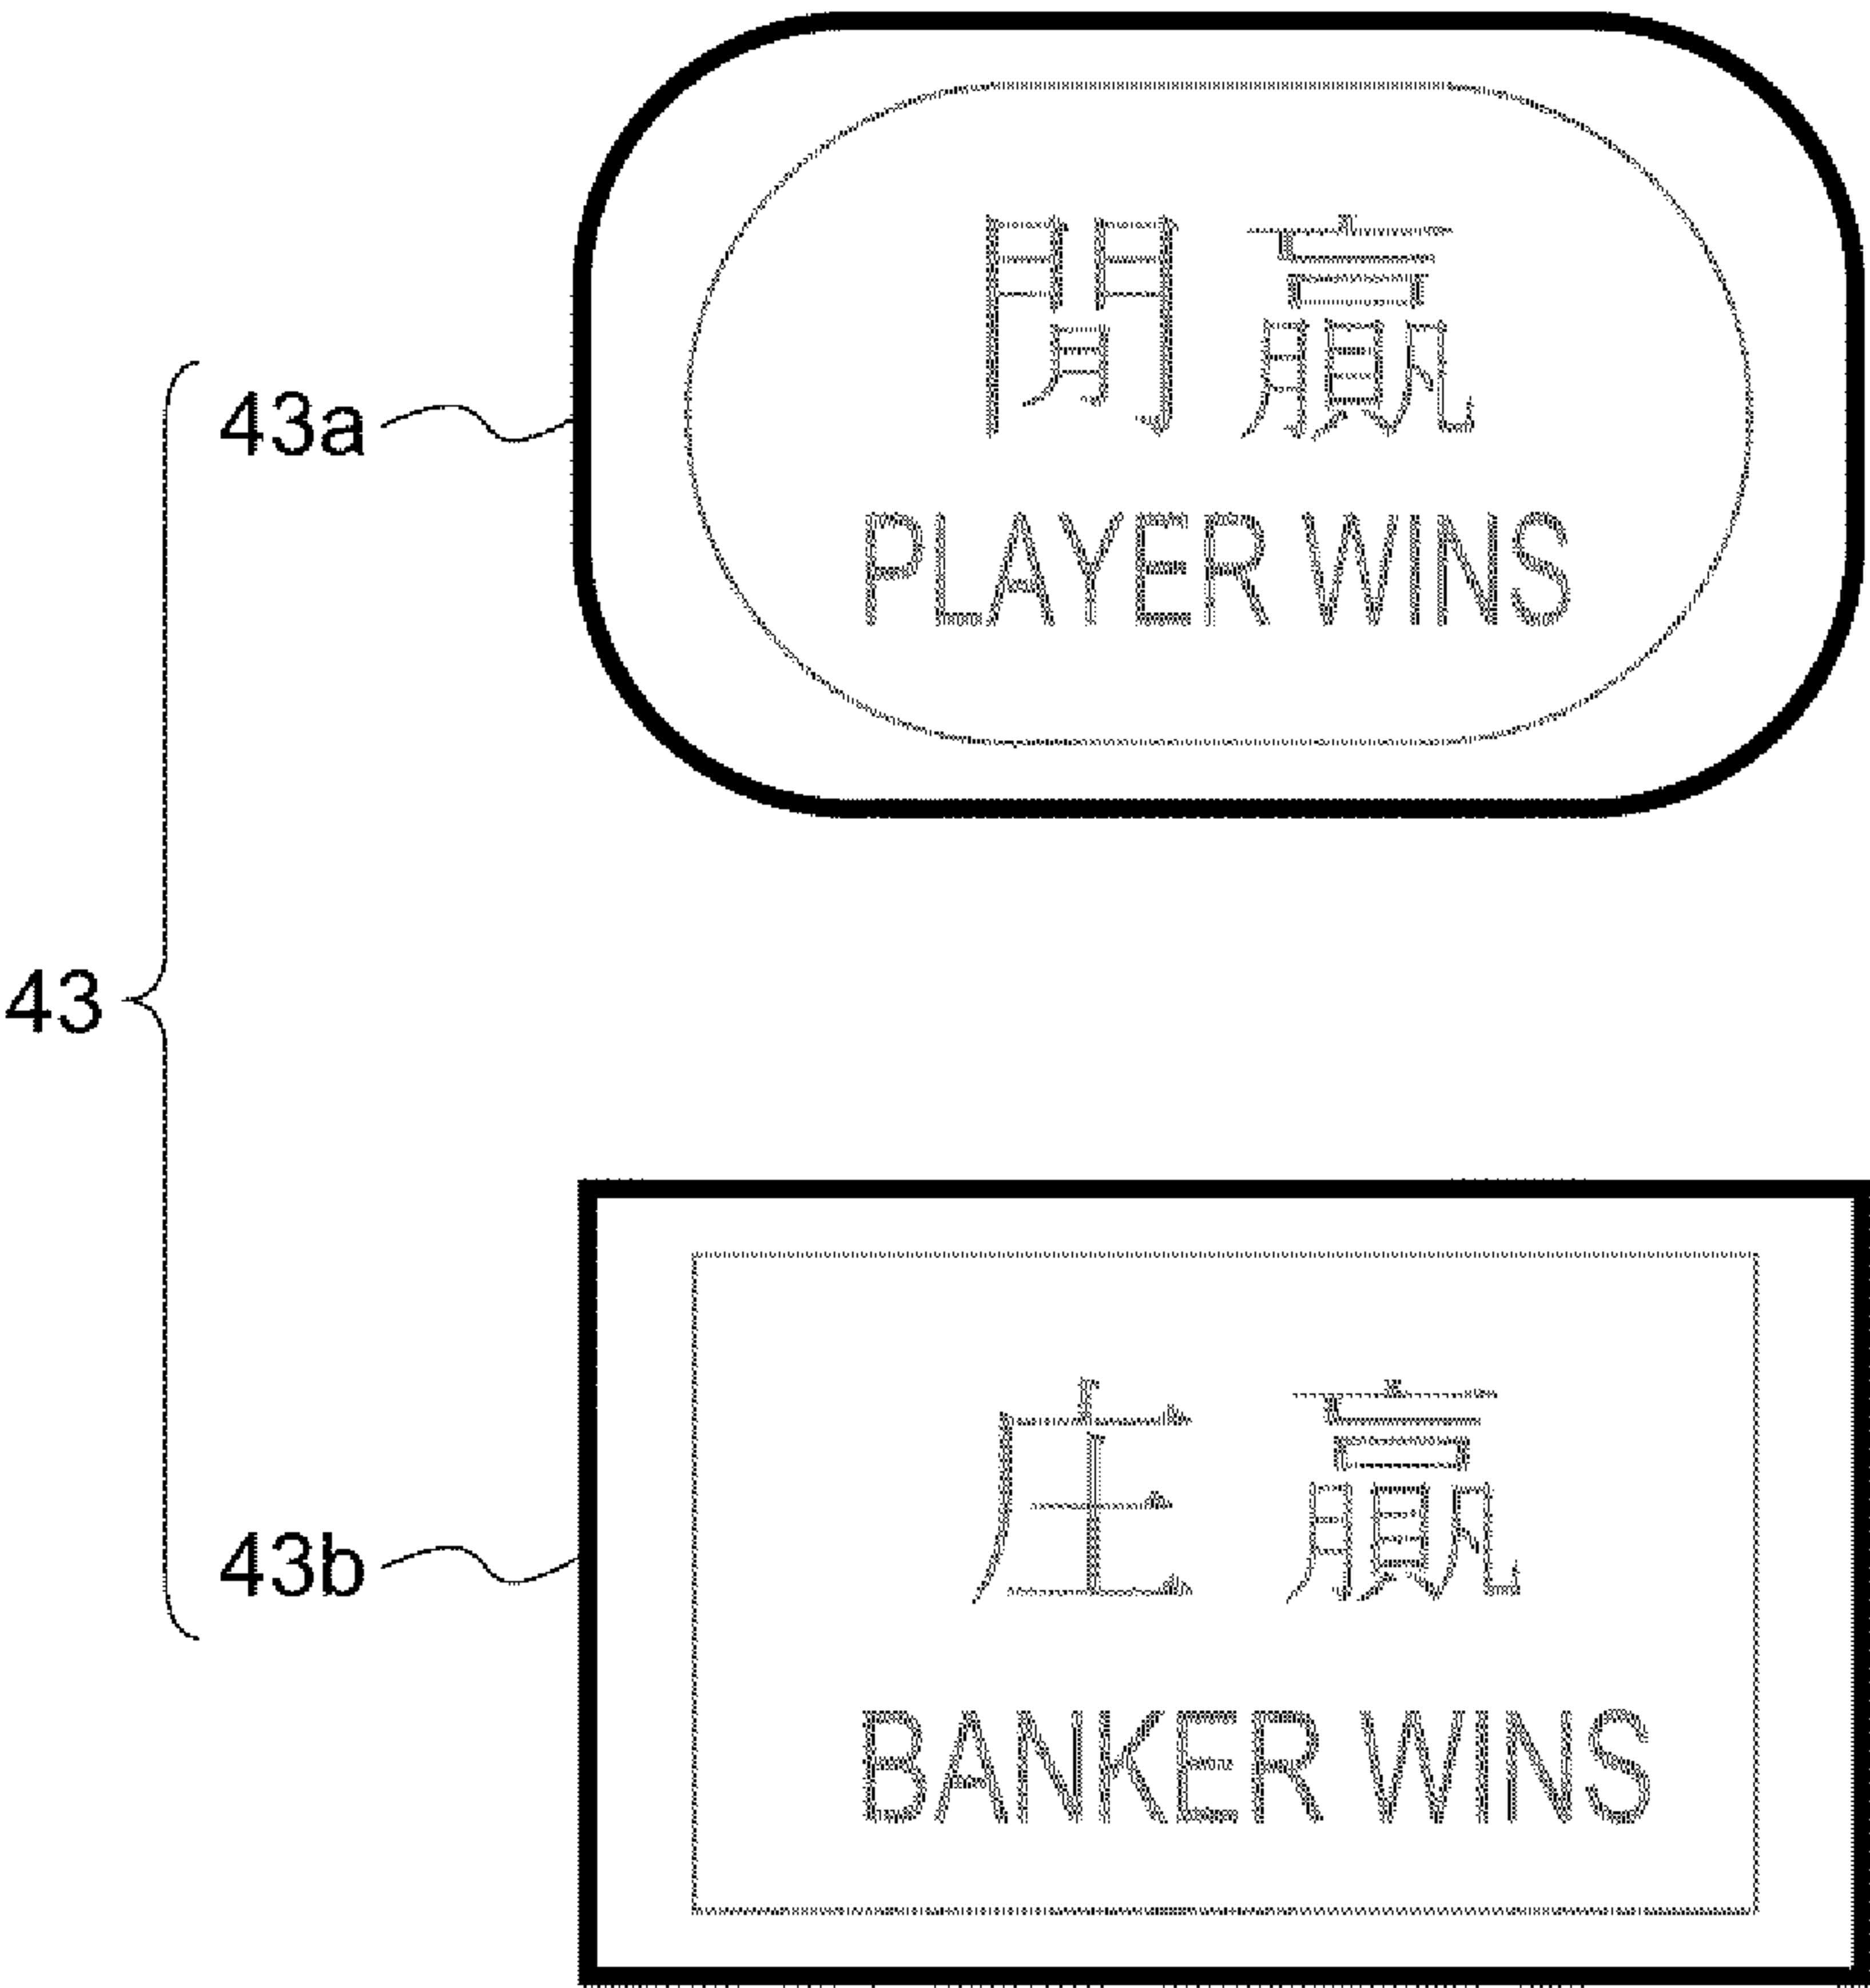 43
43a
閒 贏
PLAYER WINS
43b
庄 贏
BANKER WINS